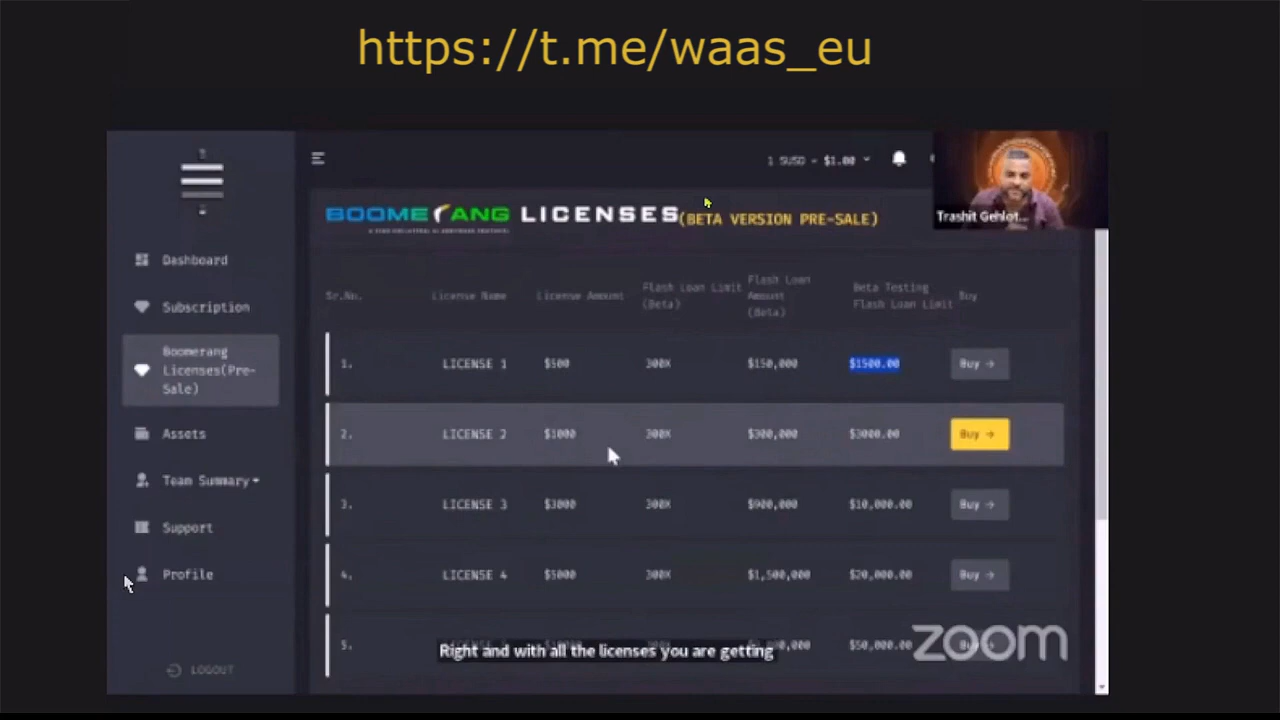 https://t.me/waas_eu
1 SUSD - $1.00
BOOMERANG LICENSES(BETA VERSION PRE-SALE)
Trashit Gehlot...
Dashboard
Subscription
Boomerang
Licenses(Pre-
Sale)
Assets
Team Summary
Support
Profile
LOGOUT
Sr.No. License Name License Amount Flash Loan Limit (Beta) Flash Loan Amount (Beta) Beta Testing Flash Loan Limit Buy
1. LICENSE 1 $500 300X $150,000 $1500.00 Buy →
2. LICENSE 2 $1000 300X $300,000 $3000.00 Buy →
3. LICENSE 3 $3000 300X $900,000 $10,000.00 Buy →
4. LICENSE 4 $5000 300X $1,500,000 $20,000.00 Buy →
5. $50,000.00
Right and with all the licenses you are getting
zoom